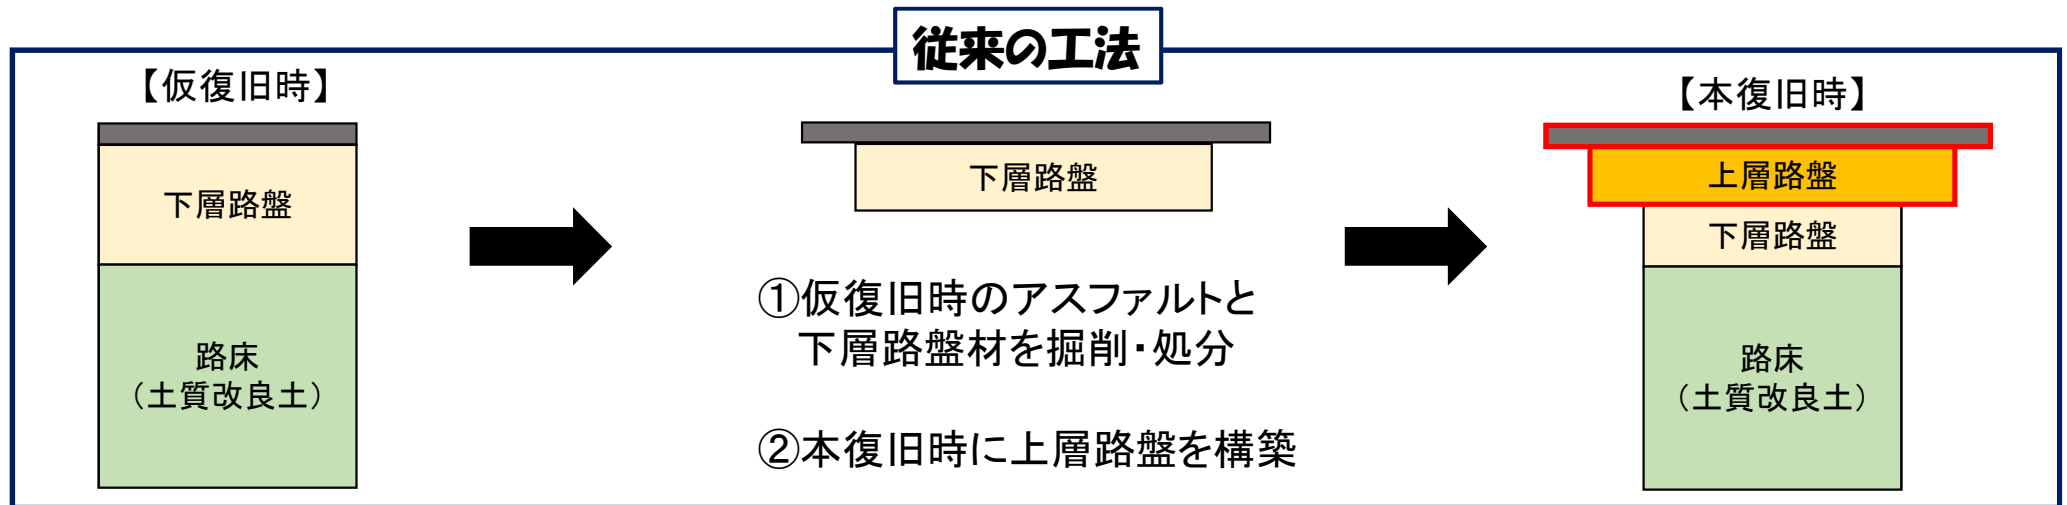 従来の工法
【仮復旧時】
下層路盤
路床
（土質改良土）
下層路盤
①仮復旧時のアスファルトと
下層路盤材を掘削・処分
②本復旧時に上層路盤を構築
【本復旧時】
上層路盤
下層路盤
路床
（土質改良土）